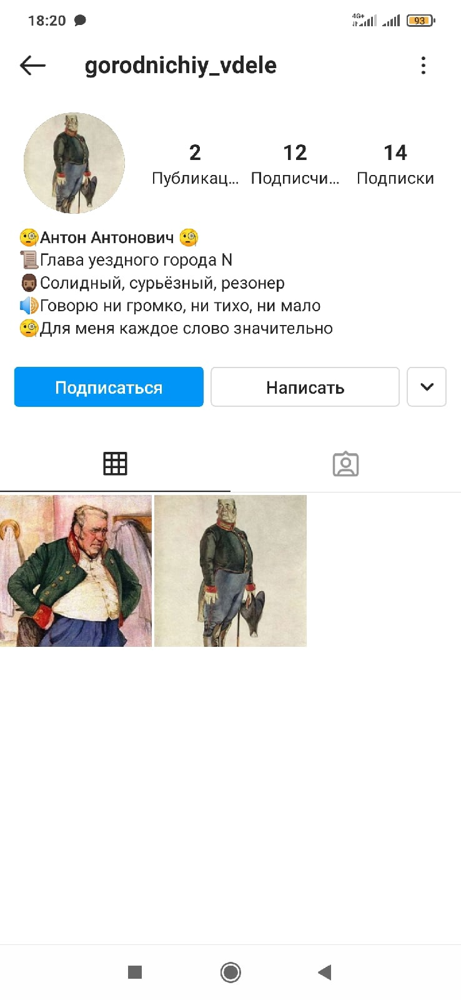 18:20
4G+
93
gorodnichiy_vdele
2
12
14
Публикац...
Подписчи...
Подписки
🧐Антон Антонович 🧐
📜Глава уездного города N
🧔🏾Солидный, сурьёзный, резонер
🔊Говорю ни громко, ни тихо, ни мало
🧐Для меня каждое слово значительно
Подписаться
Написать